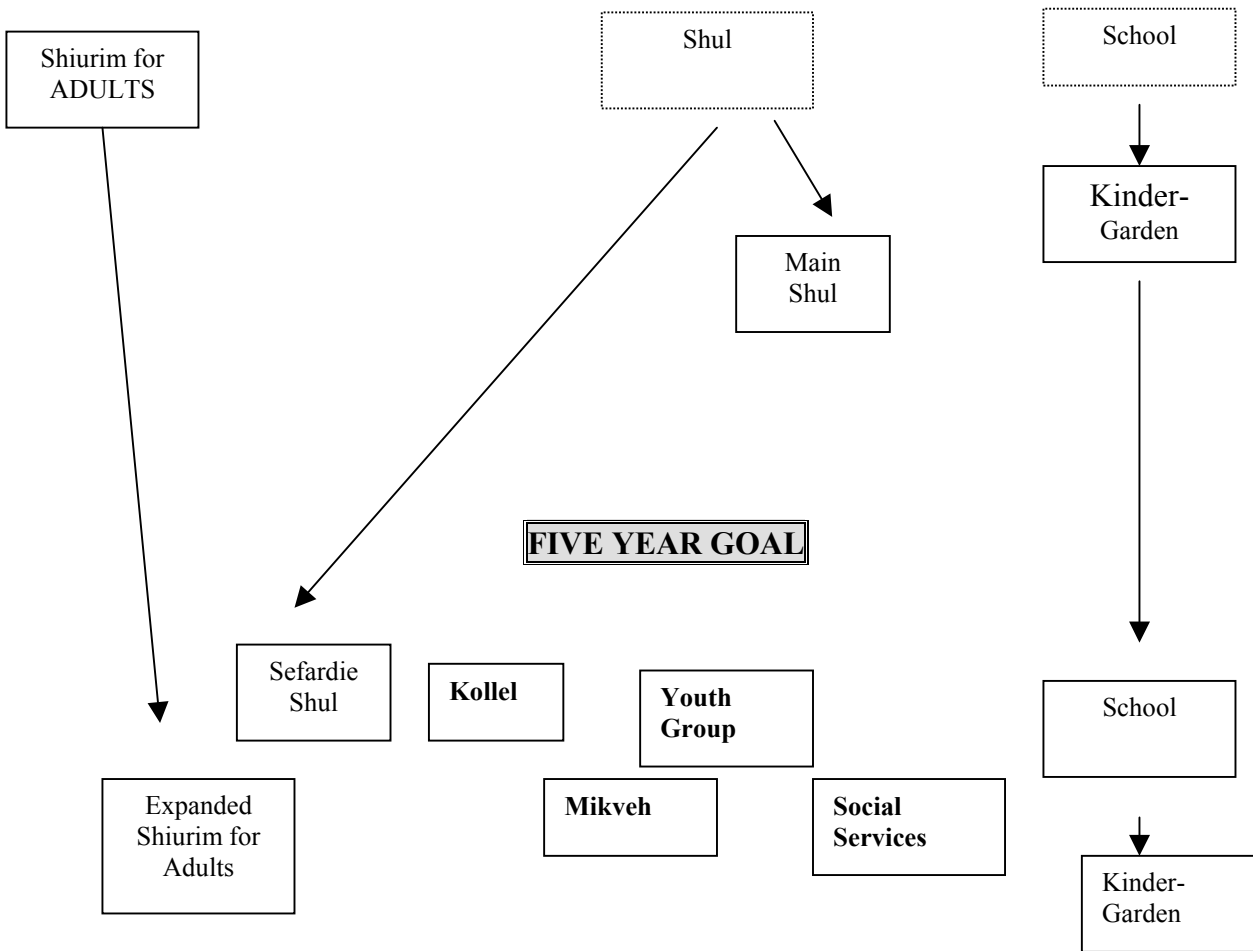 Shiurim for
ADULTS
Shul
School
Kinder-
Garden
Main
Shul
FIVE YEAR GOAL
Sefardie
Shul
Kollel
Youth
Group
School
Expanded
Shiurim for
Adults
Mikveh
Social
Services
Kinder-
Garden